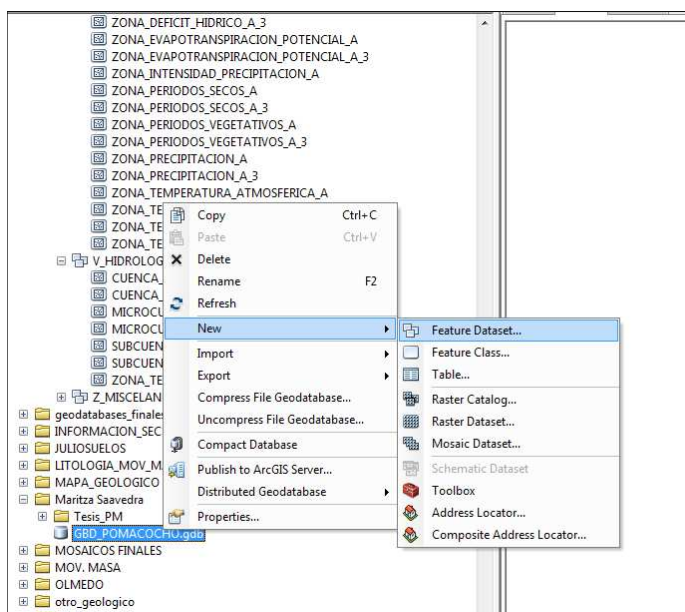 ZONA_DEFICIT_HIDRICO_A_3
ZONA_EVAPOTRANSPIRACION_POTENCIAL_A
ZONA_EVAPOTRANSPIRACION_POTENCIAL_A_3
ZONA_INTENSIDAD_PRECIPITACION_A
ZONA_PERIODOS_SECOS_A
ZONA_PERIODOS_SECOS_A_3
ZONA_PERIODOS_VEGETATIVOS_A
ZONA_PERIODOS_VEGETATIVOS_A_3
ZONA_PRECIPITACION_A
ZONA_PRECIPITACION_A_3
ZONA_TEMPERATURA_ATMOSFERICA_A
ZONA_TE
ZONA_TE
ZONA_TE
V_HIDROLOG
CUENCA_
CUENCA_
MICROCU
MICROCU
SUBCUEN
SUBCUEN
ZONA_TE
Z_MISCELAN
geodatabases_finales
INFORMACION_SEC
JULIOSUELOS
LITOLOGIA_MOV_M
MAPA_GEOLOGICO
Maritza Saavedra
Tesis_PM
GBD_POMACOCHO.gdb
MOSAICOS FINALES
MOV. MASA
OLMEDO
otro_geologico
Copy Ctrl+C
Paste Ctrl+V
Delete
Rename F2
Refresh
New
Import
Export
Compress File Geodatabase...
Uncompress File Geodatabase...
Compact Database
Publish to ArcGIS Server...
Distributed Geodatabase
Properties...
Feature Dataset...
Feature Class...
Table...
Raster Catalog...
Raster Dataset...
Mosaic Dataset...
Schematic Dataset
Toolbox
Address Locator...
Composite Address Locator...